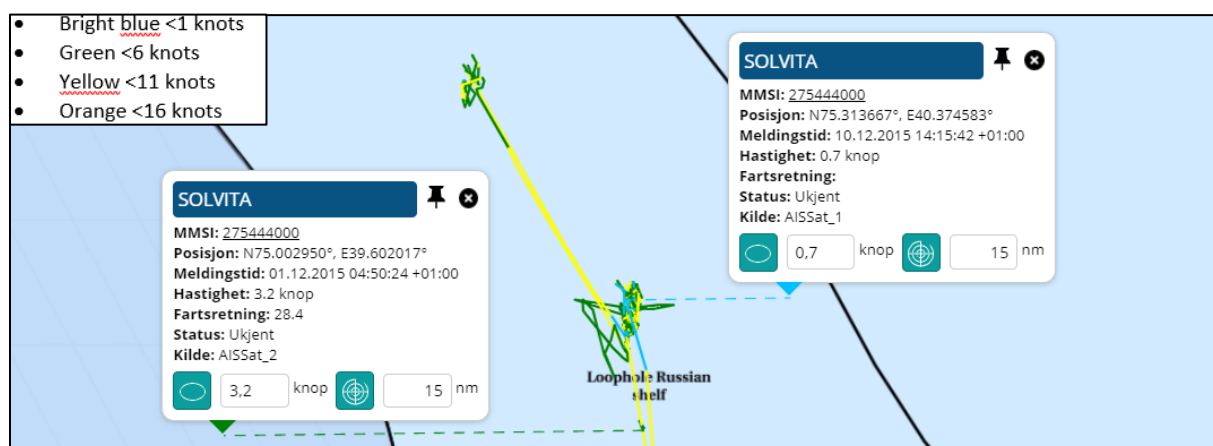 Bright blue <1 knots
Green <6 knots
Yellow <11 knots
Orange <16 knots
SOLVITA
MMSI: 275444000
Posisjon: N75.313667°, E40.374583°
Meldingstid: 10.12.2015 14:15:42 +01:00
Hastighet: 0.7 knop
Fartsretning:
Status: Ukjent
Kilde: AISSat_1
0,7 knop 15 nm
SOLVITA
MMSI: 275444000
Posisjon: N75.002950°, E39.602017°
Meldingstid: 01.12.2015 04:50:24 +01:00
Hastighet: 3.2 knop
Fartsretning: 28.4
Status: Ukjent
Kilde: AISSat_2
3,2 knop 15 nm
Loophole Russian
shelf